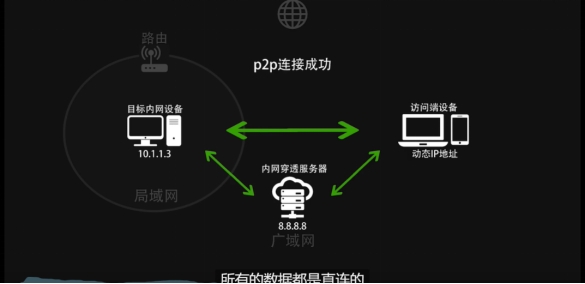 路由
p2p连接成功
目标内网设备
10.1.1.3
访问端设备
动态IP地址
内网穿透服务器
8.8.8.8
局域网
广域网
所有的数据都是直连的